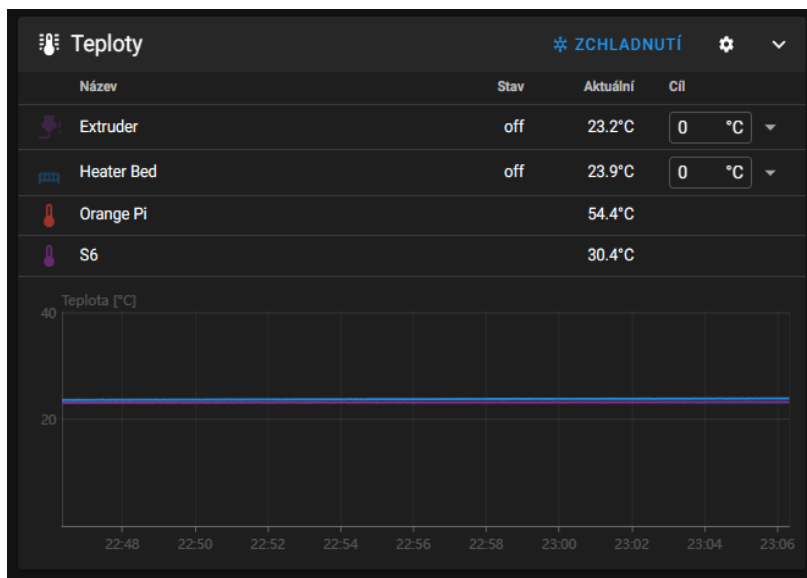 Teploty ZCHLADNUTÍ
Název Stav Aktuální Cíl
Extruder off 23.2°C 0 °C
Heater Bed off 23.9°C 0 °C
Orange Pi 54.4°C
S6 30.4°C
Teplota [°C]
40
20
22:48 22:50 22:52 22:54 22:56 22:58 23:00 23:02 23:04 23:06